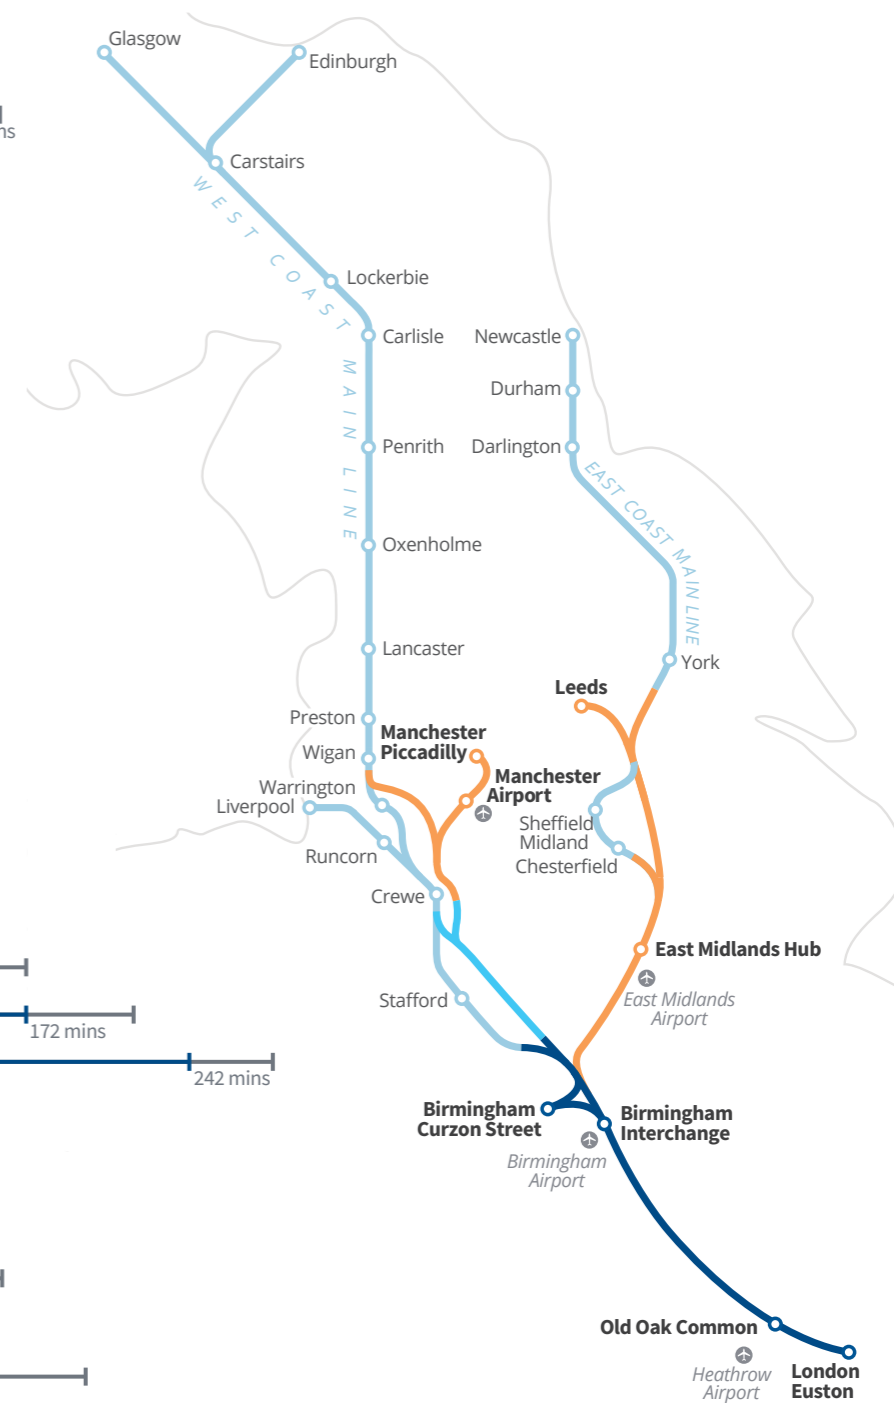 Glasgow
Edinburgh
ns
Carstairs
WEST COAST MAIN LINE
Lockerbie
Carlisle
Newcastle
Durham
Penrith
Darlington
EAST COAST MAIN LINE
Oxenholme
Lancaster
York
Leeds
Preston
Manchester
Piccadilly
Wigan
Manchester
Airport
Warrington
Liverpool
Sheffield
Midland
Runcorn
Chesterfield
Crewe
East Midlands Hub
Stafford
East Midlands
Airport
172 mins
242 mins
Birmingham
Curzon Street
Birmingham
Interchange
Birmingham
Airport
Old Oak Common
Heathrow
Airport
London
Euston